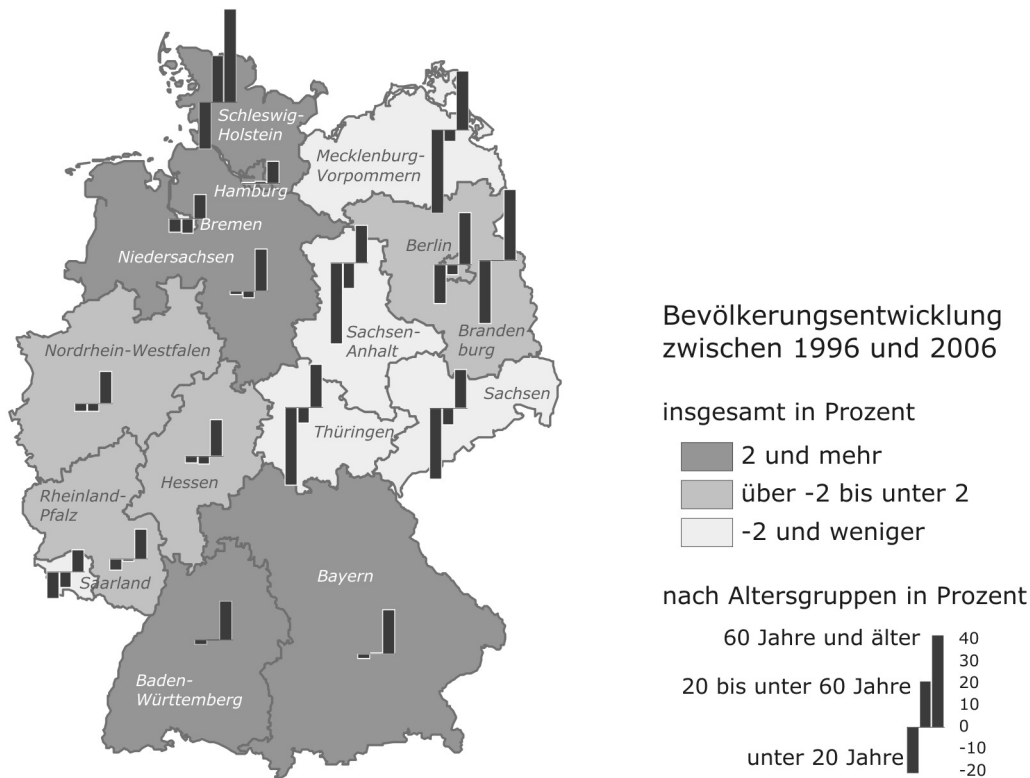 Schleswig-
Holstein
Mecklenburg-
Vorpommern
Hamburg
Bremen
Niedersachsen
Berlin
Branden
burg
Sachsen-
Anhalt
Nordrhein-Westfalen
Sachsen
Thüringen
Hessen
Rheinland-
Pfalz
Saarland
Bayern
Baden-
Württemberg
Bevölkerungsentwicklung
zwischen 1996 und 2006
insgesamt in Prozent
2 und mehr
über -2 bis unter 2
-2 und weniger
nach Altersgruppen in Prozent
60 Jahre und älter
20 bis unter 60 Jahre
unter 20 Jahre
40
30
20
10
0
-10
-20